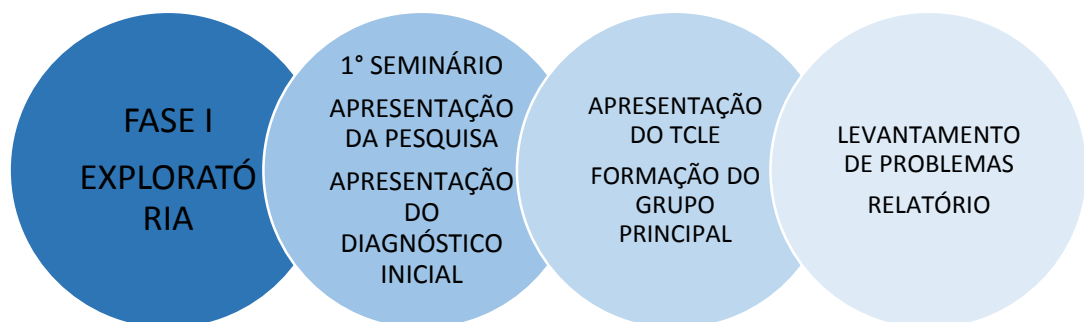 FASE I
EXPLORATÓ
RIA
1° SEMINÁRIO
APRESENTAÇÃO
DA PESQUISA
APRESENTAÇÃO
DO
DIAGNÓSTICO
INICIAL
APRESENTAÇÃO
DO TCLE
FORMAÇÃO DO
GRUPO
PRINCIPAL
LEVANTAMENTO
DE PROBLEMAS
RELATÓRIO